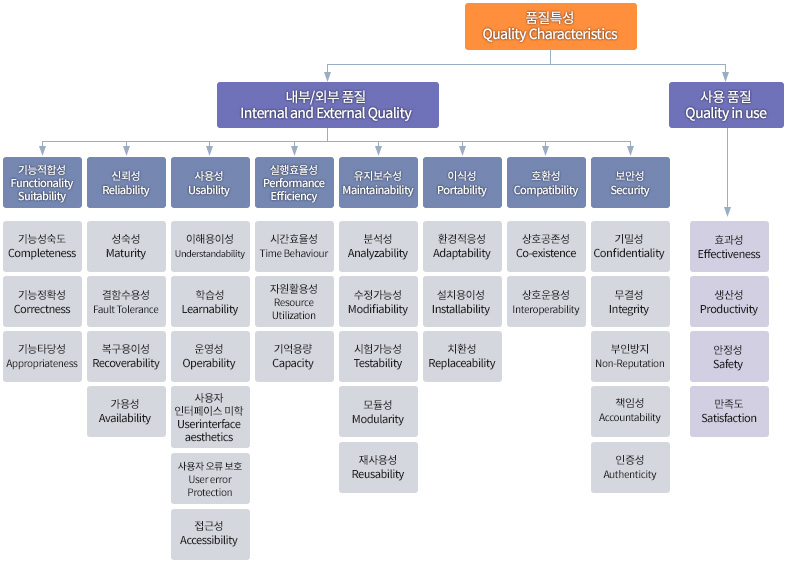 품질특성
Quality Characteristics
내부/외부 품질
Internal and External Quality
사용 품질
Quality in use
기능적합성
Functionality
Suitability
기능성숙도
Completeness
기능정확성
Correctness
기능타당성
Appropriateness
신뢰성
Reliability
성숙성
Maturity
결함수용성
Fault Tolerance
복구용이성
Recoverability
가용성
Availability
사용성
Usability
이해용이성
Understandability
학습성
Learnability
운영성
Operability
사용자
인터페이스 미학
Userinterface
aesthetics
사용자 오류 보호
User error
Protection
접근성
Accessibility
실행효율성
Performance
Efficiency
시간효율성
Time Behaviour
자원활용성
Resource
Utilization
기억용량
Capacity
유지보수성
Maintainability
분석성
Analyzability
수정가능성
Modifiability
시험가능성
Testability
모듈성
Modularity
재사용성
Reusability
이식성
Portability
환경적응성
Adaptability
설치용이성
Installability
치환성
Replaceability
호환성
Compatibility
상호공존성
Co-existence
상호운용성
Interoperability
보안성
Security
기밀성
Confidentiality
무결성
Integrity
부인방지
Non-Reputation
책임성
Accountability
인증성
Authenticity
효과성
Effectiveness
생산성
Productivity
안정성
Safety
만족도
Satisfaction